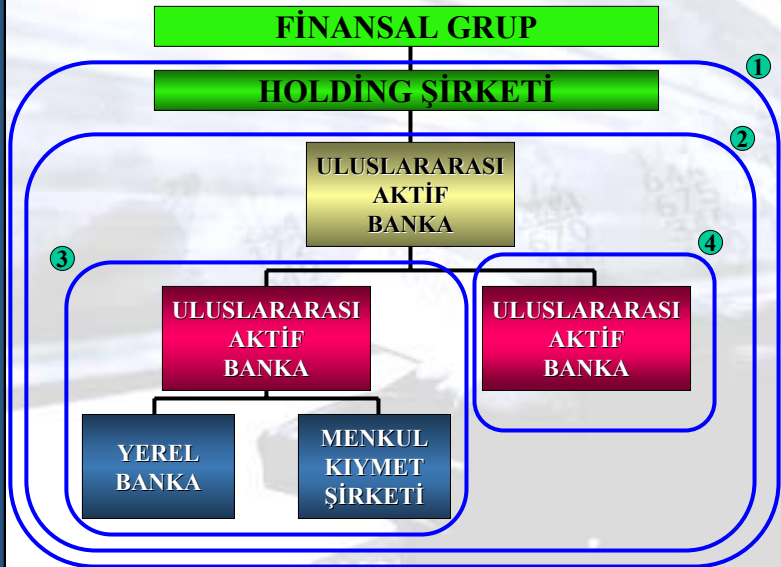 FİNANSAL GRUP
1
HOLDİNG ŞİRKETİ
2
ULUSLARARASI
AKTİF
BANKA
3
4
ULUSLARARASI
AKTİF
BANKA
ULUSLARARASI
AKTİF
BANKA
YEREL
BANKA
MENKUL
KIYMET
ŞİRKETİ